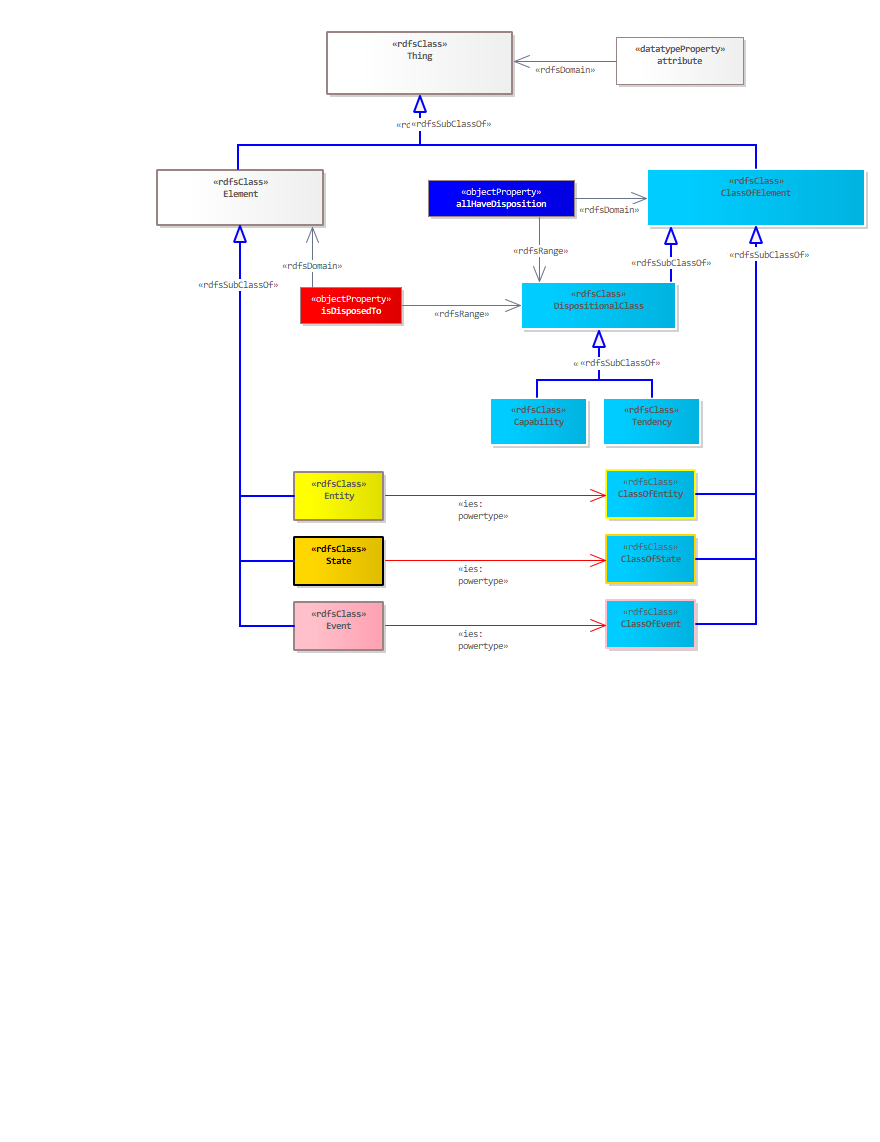 «rdfsClass»
Thing
«datatypeProperty»
attribute
«rdfsDomain»
«rdfsSubClassOf»
«rdfsClass»
Element
«objectProperty»
allHaveDisposition
«rdfsClass»
ClassOfElement
«rdfsDomain»
«rdfsRange»
«rdfsSubClassOf»
«rdfsSubClassOf»
«rdfsDomain»
«rdfsSubClassOf»
«objectProperty»
isDisposedTo
«rdfsRange»
«rdfsClass»
DispositionalClass
«rdfsSubClassOf»
«rdfsClass»
Capability
«rdfsClass»
Tendency
«rdfsClass»
Entity
«ies:
powertype»
«rdfsClass»
ClassOfEntity
«rdfsClass»
State
«ies:
powertype»
«rdfsClass»
ClassOfState
«rdfsClass»
Event
«ies:
powertype»
«rdfsClass»
ClassOfEvent